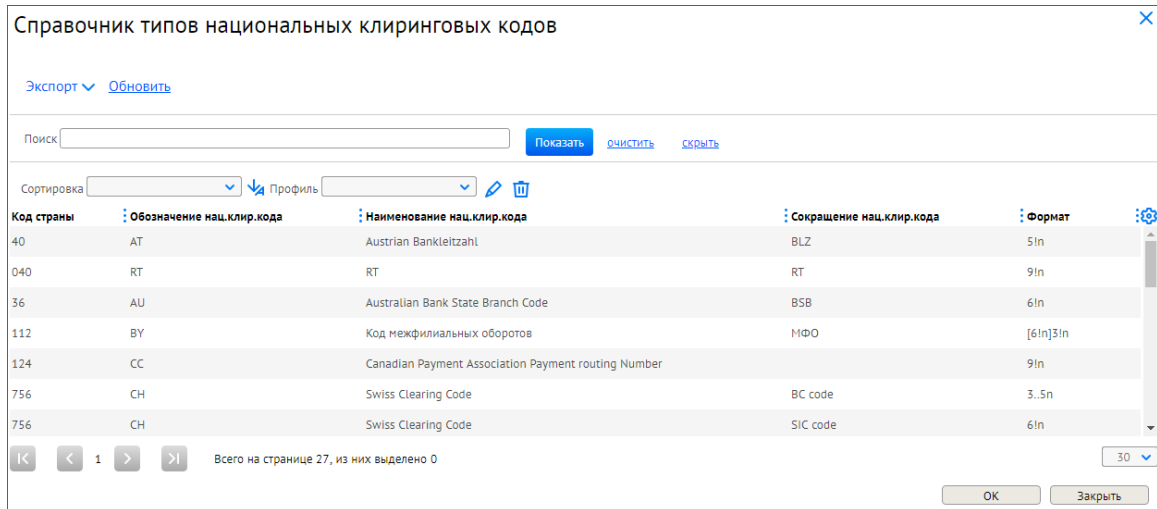 Справочник типов национальных клиринговых кодов
Экспорт Обновить
Поиск Показать очистить скрыть
Сортировка Профиль
Код страны Обозначение нац.клир.кода Наименование нац.клир.кода Сокращение нац.клир.кода Формат
40 AT Austrian Bankleitzahl BLZ 5!n
040 RT RT RT 9!n
36 AU Australian Bank State Branch Code BSB 6!n
112 BY Код межфилиальных оборотов МФО [6!n]3!n
124 CC Canadian Payment Association Payment routing Number 9!n
756 CH Swiss Clearing Code BC code 3..5n
756 CH Swiss Clearing Code SIC code 6!n
1 Всего на странице 27, из них выделено 0 30
ОК Закрыть